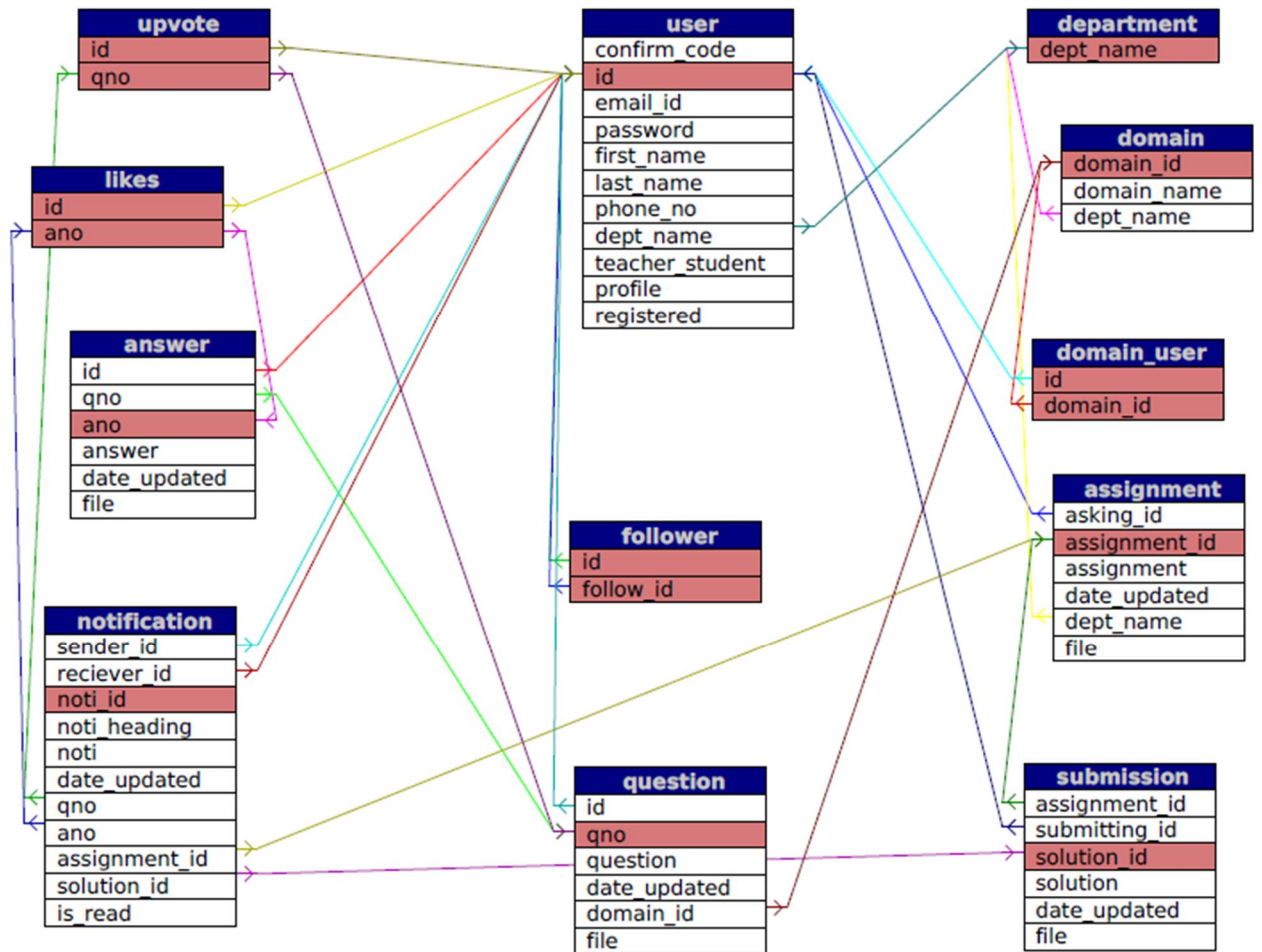 upvote
id
qno
user
confirm_code
id
email_id
password
first_name
last_name
phone_no
dept_name
teacher_student
profile
registered
department
dept_name
domain
domain_id
domain_name
dept_name
likes
id
ano
answer
id
qno
ano
answer
date_updated
file
domain_user
id
domain_id
assignment
asking_id
assignment_id
assignment
date_updated
dept_name
file
follower
id
follow_id
notification
sender_id
reciever_id
noti_id
noti_heading
noti
date_updated
qno
ano
assignment_id
solution_id
is_read
question
id
qno
question
date_updated
domain_id
file
submission
assignment_id
submitting_id
solution_id
solution
date_updated
file